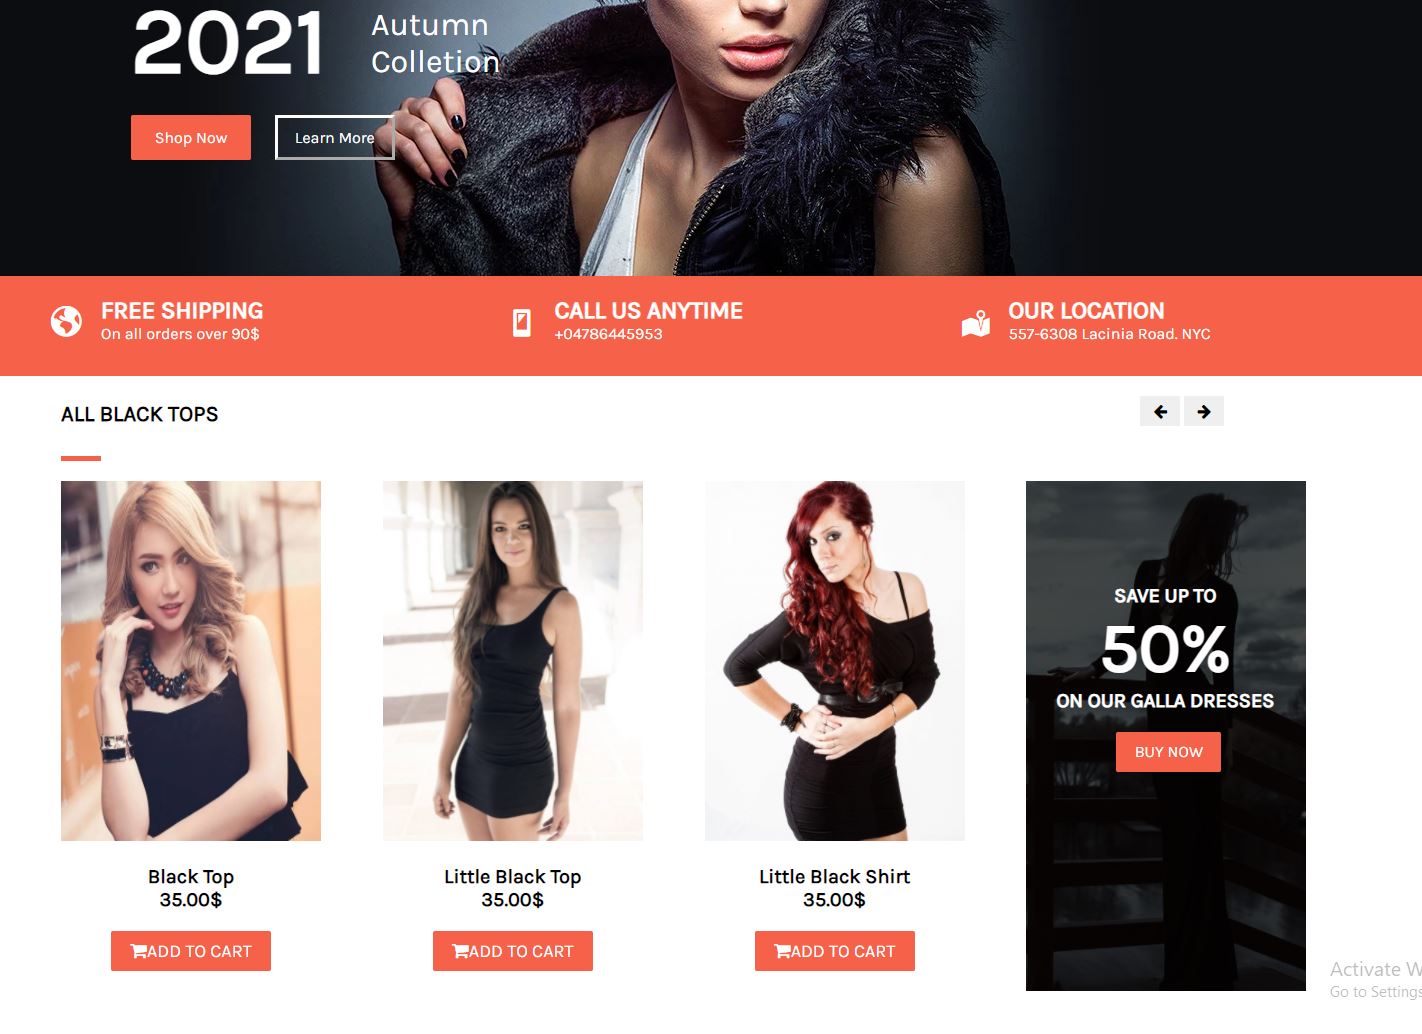 2021
Autumn
Colletion
Shop Now
Learn More
FREE SHIPPING
On all orders over 90$
CALL US ANYTIME
+04786445953
OUR LOCATION
557-6308 Lacinia Road. NYC
ALL BLACK TOPS
SAVE UP TO
50%
ON OUR GALLA DRESSES
BUY NOW
Black Top
35.00$
ADD TO CART
Little Black Top
35.00$
ADD TO CART
Little Black Shirt
35.00$
ADD TO CART
Activate W
Go to Settings